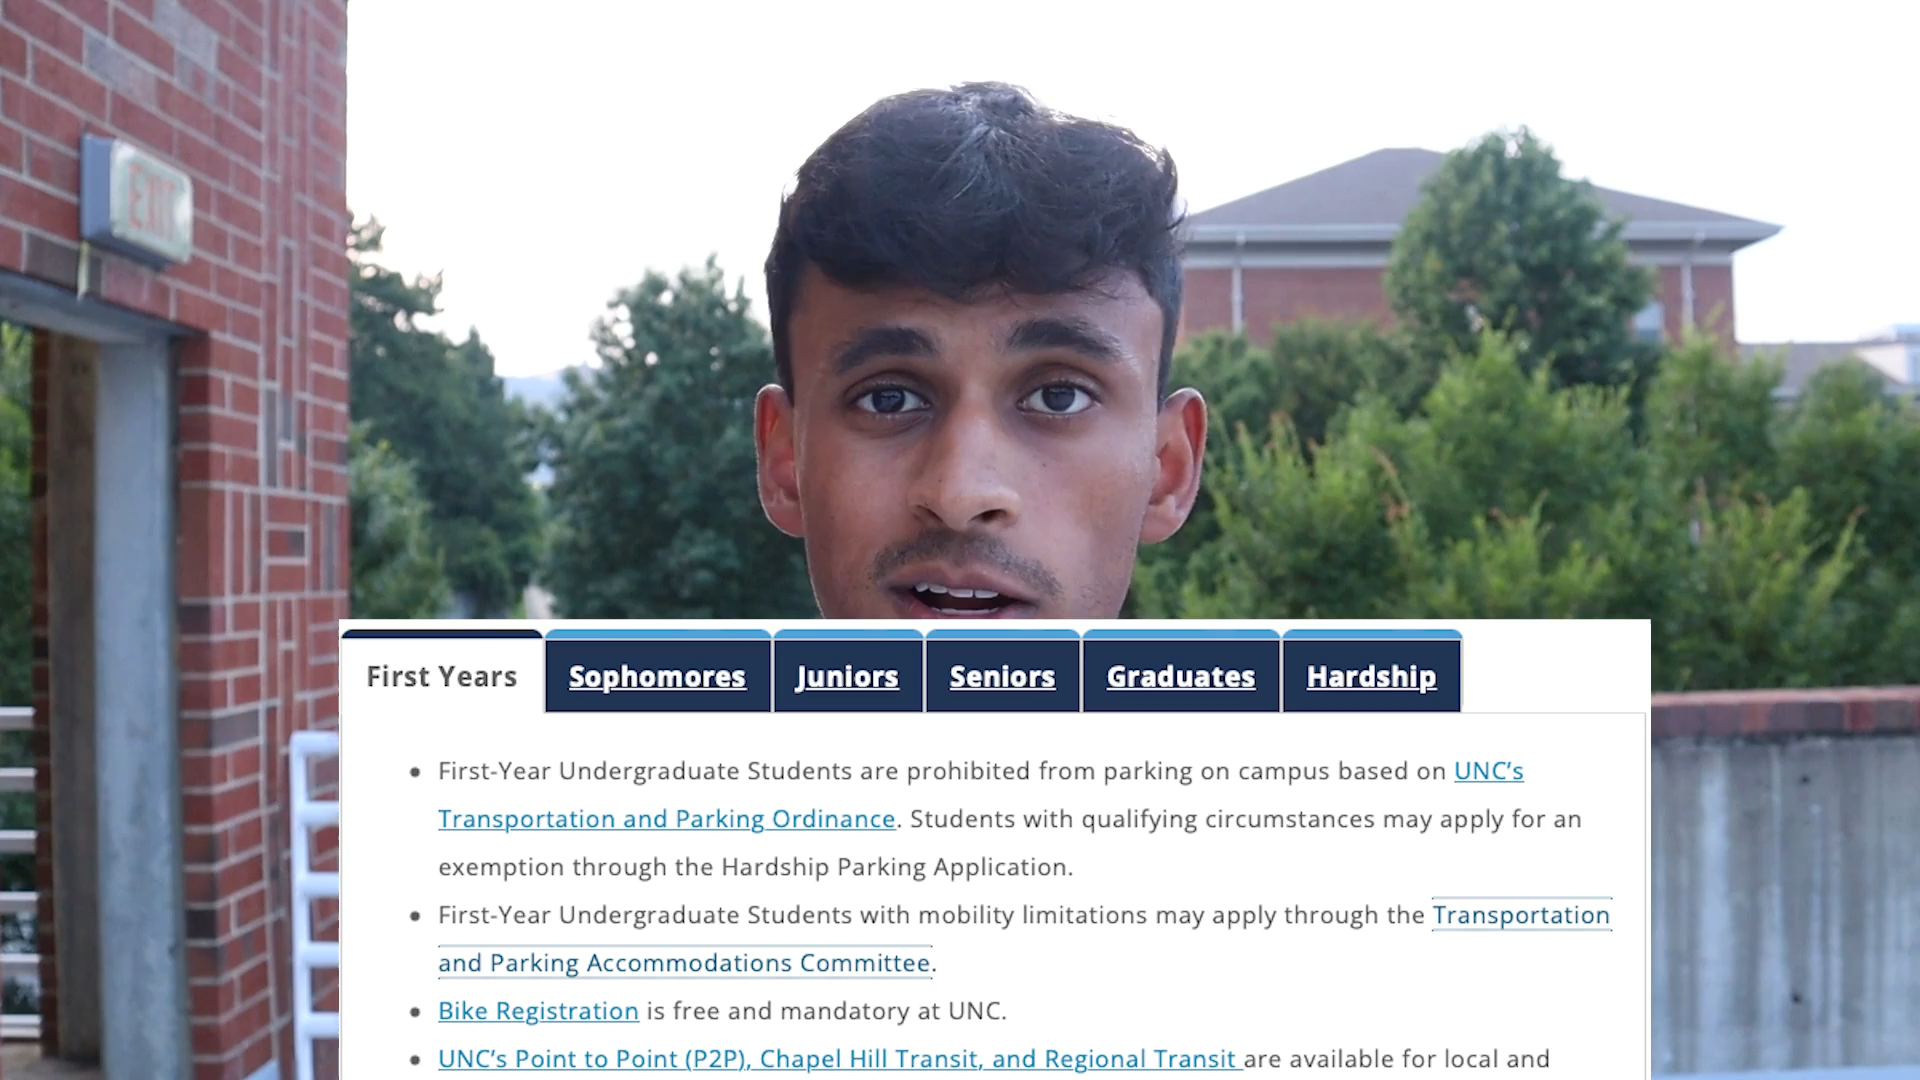 EXIT
First Years Sophomores Juniors Seniors Graduates Hardship
First-Year Undergraduate Students are prohibited from parking on campus based on UNC’s
Transportation and Parking Ordinance. Students with qualifying circumstances may apply for an
exemption through the Hardship Parking Application.
First-Year Undergraduate Students with mobility limitations may apply through the Transportation
and Parking Accommodations Committee.
Bike Registration is free and mandatory at UNC.
UNC’s Point to Point (P2P), Chapel Hill Transit, and Regional Transit are available for local and